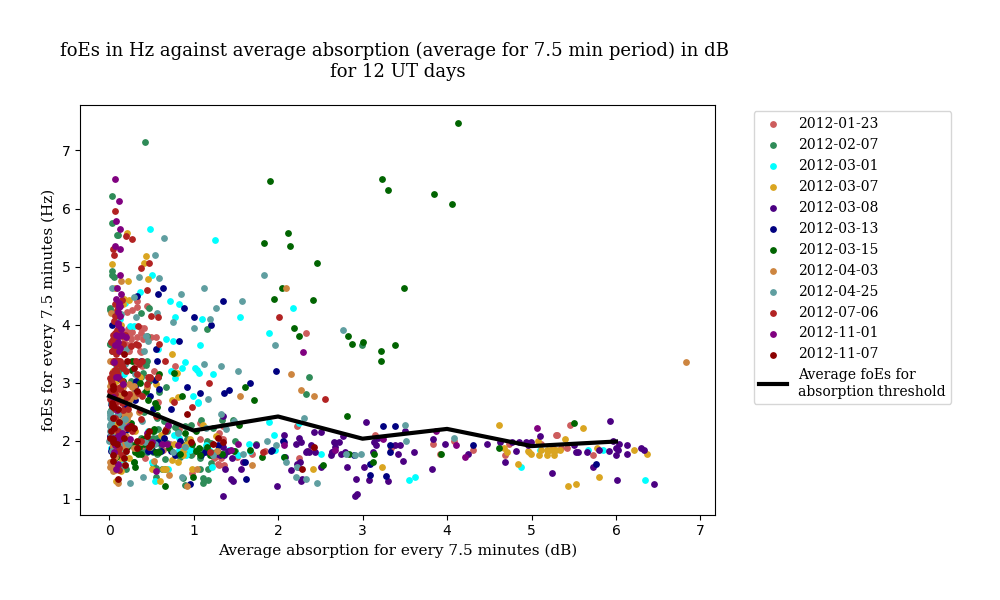 foEs in Hz against average absorption (average for 7.5 min period) in dB
for 12 UT days
foEs for every 7.5 minutes (Hz)
7
6
5
4
3
2
1
0 1 2 3 4 5 6 7
Average absorption for every 7.5 minutes (dB)
2012-01-23
2012-02-07
2012-03-01
2012-03-07
2012-03-08
2012-03-13
2012-03-15
2012-04-03
2012-04-25
2012-07-06
2012-11-01
2012-11-07
Average foEs for
absorption threshold